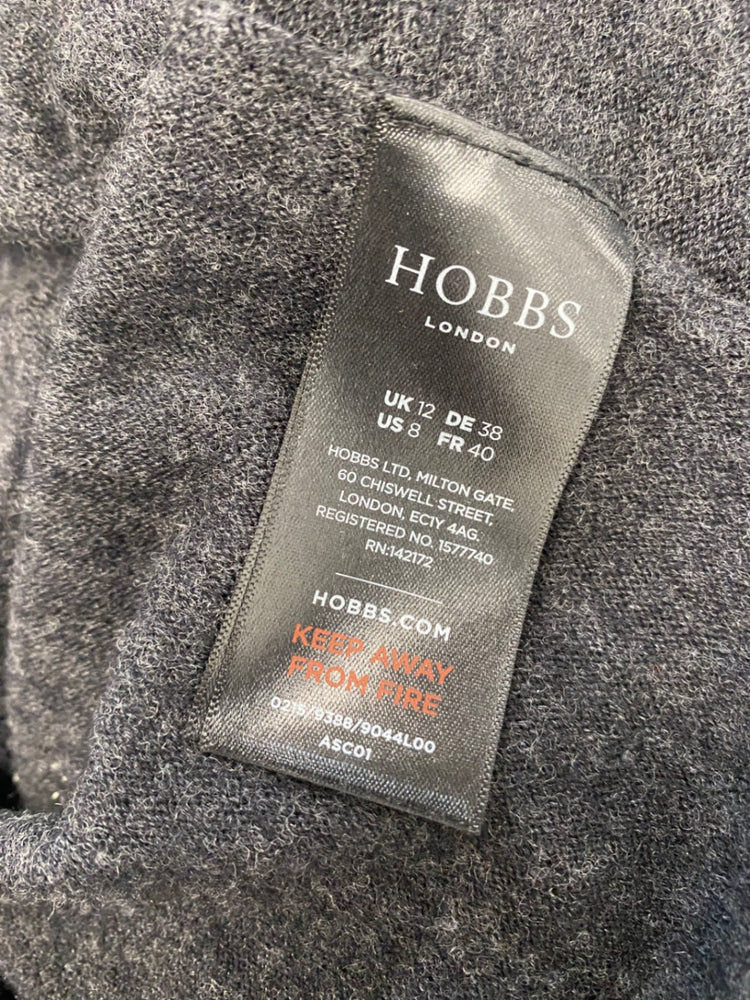 HOBBS
LONDON
UK 12 DE 38
US 8 FR 40
HOBBS LTD, MILTON GATE,
60 CHISWELL STREET,
LONDON, EC1Y 4AG.
REGISTERED NO. 1577740
RN:142172
HOBBS.COM
KEEP AWAY
FROM FIRE
0215/9388/9044L00
ASC01